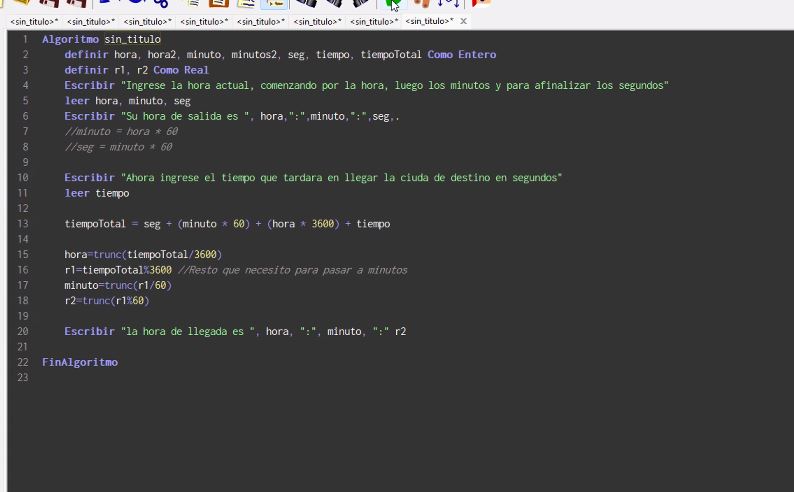 <sin_titulo>* <sin_titulo>* <sin_titulo>* <sin_titulo>* <sin_titulo>* <sin_titulo>* <sin_titulo>* <sin_titulo>* X
1 Algoritmo sin_titulo
2 definir hora, hora2, minuto, minutos2, seg, tiempo, tiempoTotal Como Entero
3 definir r1, r2 Como Real
4 Escribir "Ingrese la hora actual, comenzando por la hora, luego los minutos y para afinalizar los segundos"
5 leer hora, minuto, seg
6 Escribir "Su hora de salida es ", hora,":",minuto,":",seg,.
7 //minuto = hora * 60
8 //seg = minuto * 60
9
10 Escribir "Ahora ingrese el tiempo que tardara en llegar la ciuda de destino en segundos"
11 leer tiempo
12
13 tiempoTotal = seg + (minuto * 60) + (hora * 3600) + tiempo
14
15 hora=trunc(tiempoTotal/3600)
16 r1=tiempoTotal%3600 //Resto que necesito para pasar a minutos
17 minuto=trunc(r1/60)
18 r2=trunc(r1%60)
19
20 Escribir "la hora de llegada es ", hora, ":", minuto, ":" r2
21
22 FinAlgoritmo
23